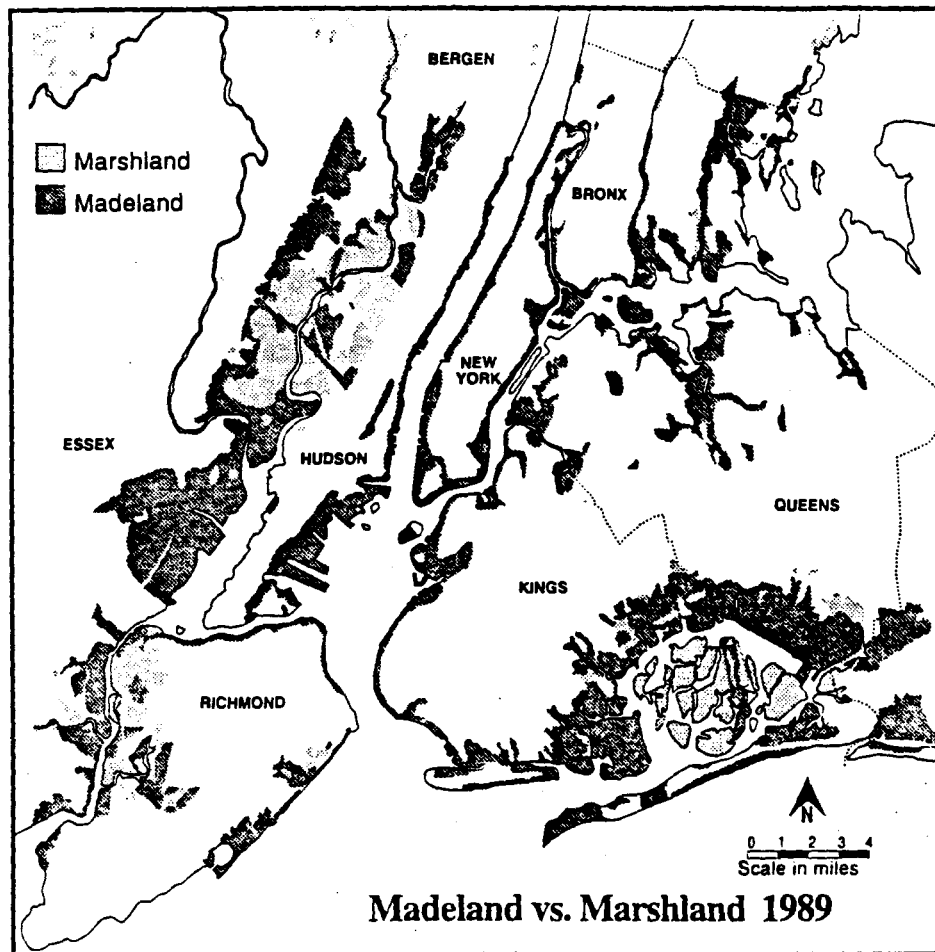 BERGEN
Marshland
Madeland
BRONX
NEW
YORK
ESSEX
HUDSON
QUEENS
KINGS
RICHMOND
N
0 1 2 3 4
Scale in miles
Madeland vs. Marshland 1989